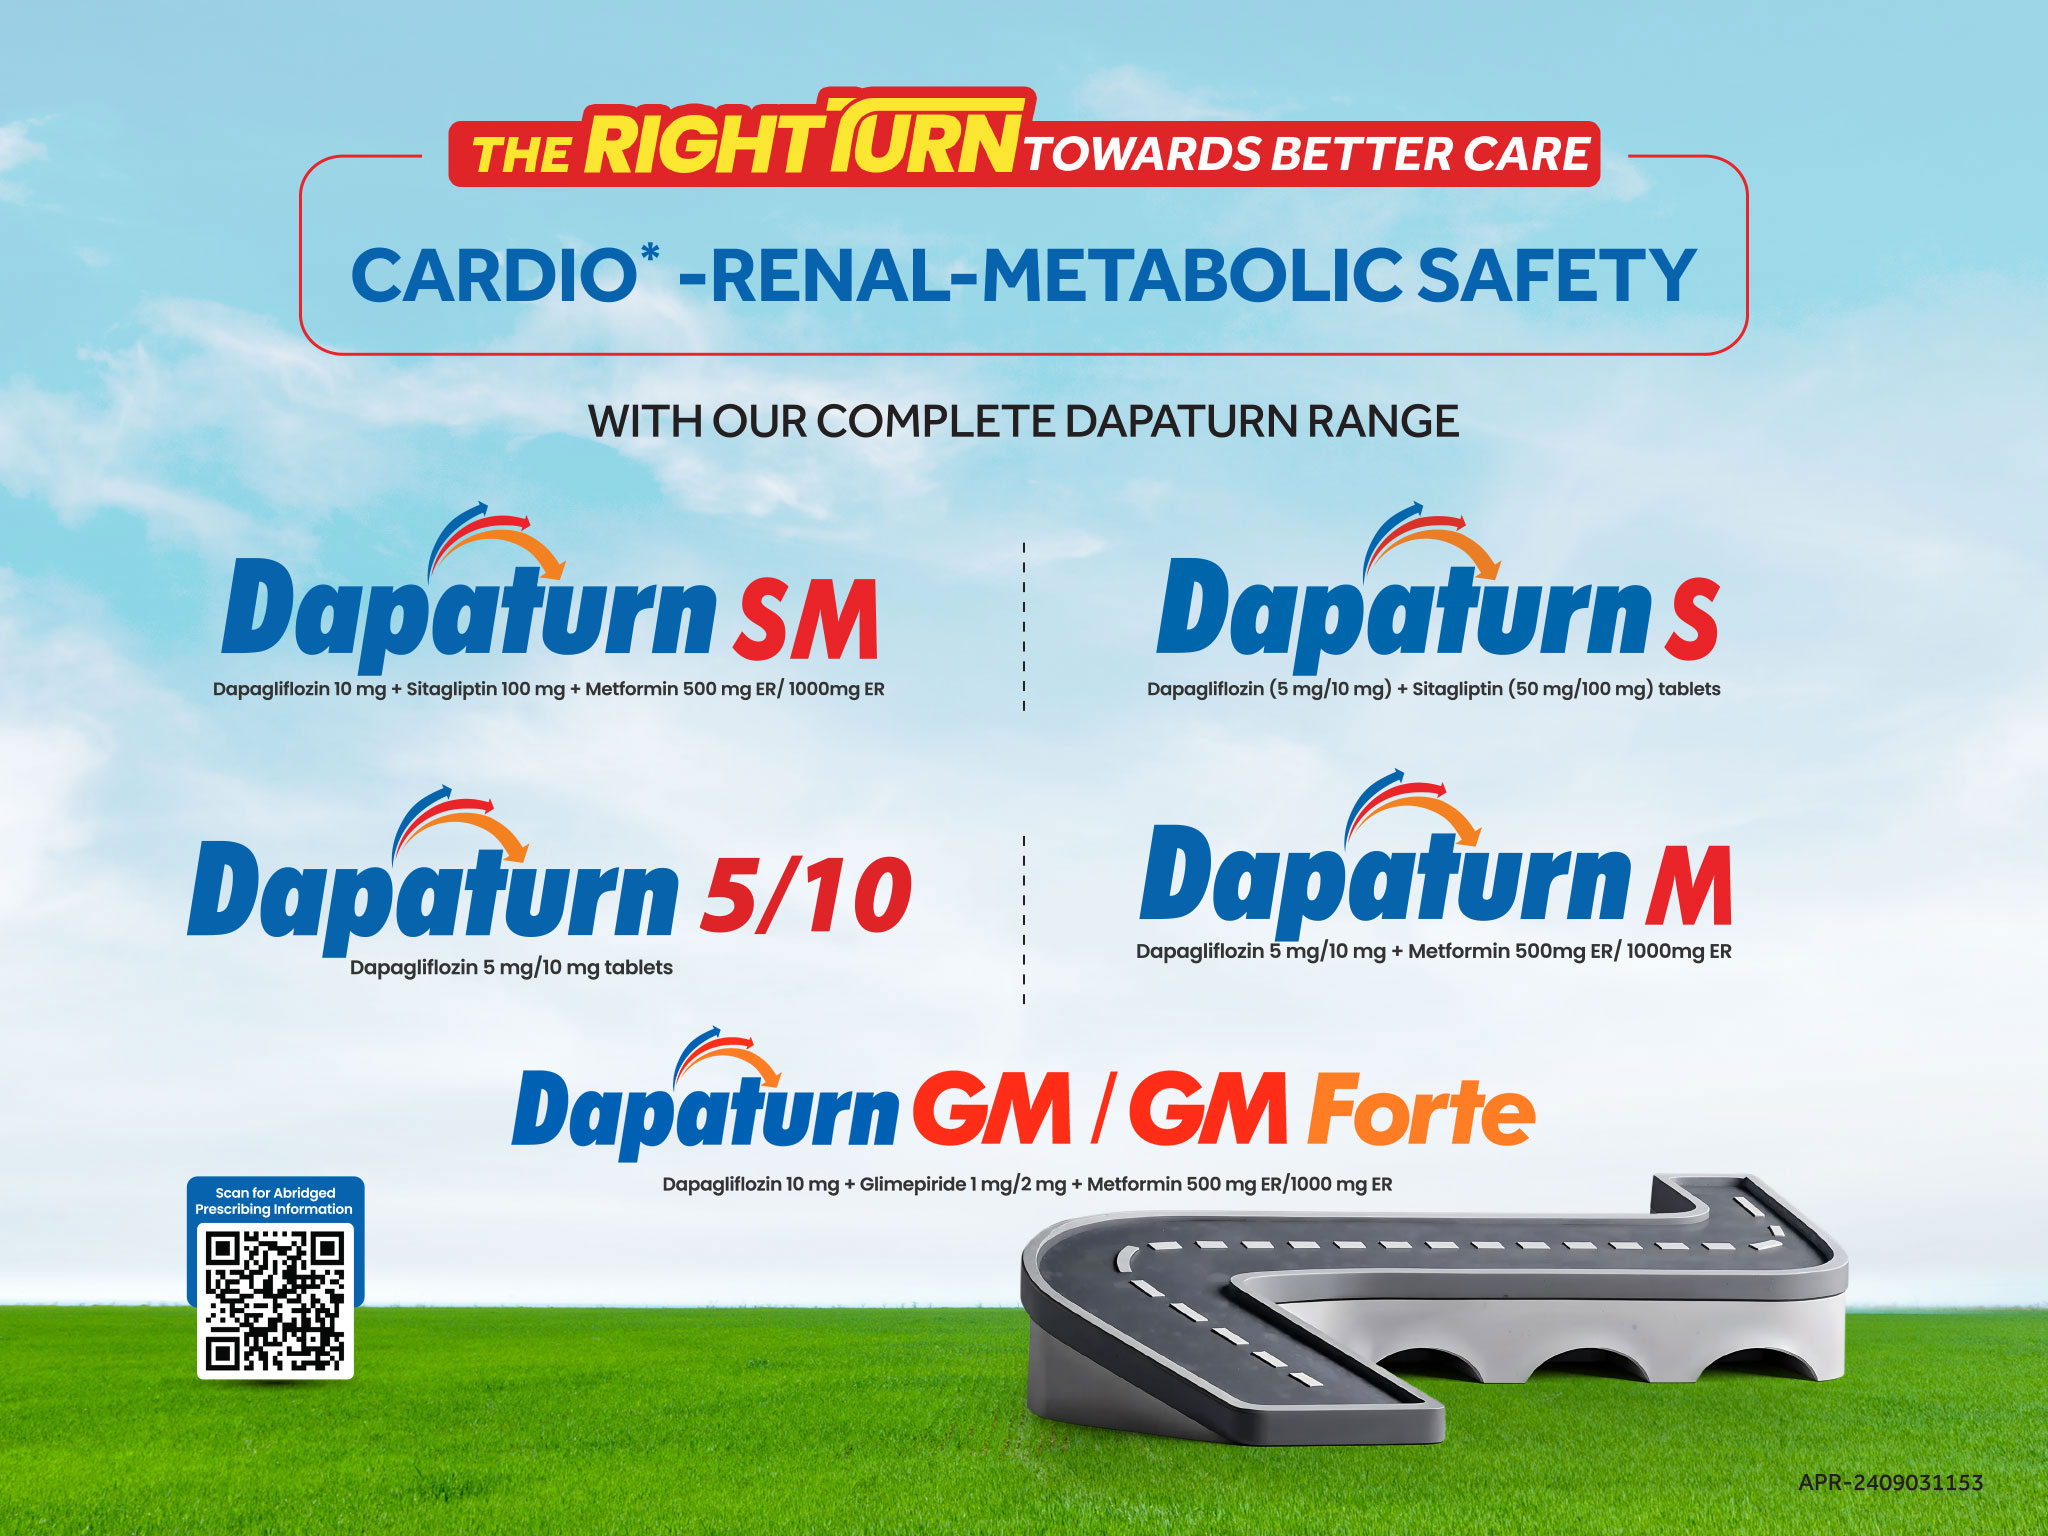 THE RIGHT TURN TOWARDS BETTER CARE
CARDIO* -RENAL-METABOLIC SAFETY
WITH OUR COMPLETE DAPATURN RANGE
Dapaturn SM
Dapagliflozin 10 mg + Sitagliptin 100 mg + Metformin 500 mg ER/ 1000mg ER
Dapaturn S
Dapagliflozin (5 mg/10 mg) + Sitagliptin (50 mg/100 mg) tablets
Dapaturn 5/10
Dapagliflozin 5 mg/10 mg tablets
Dapaturn M
Dapagliflozin 5 mg/10 mg + Metformin 500mg ER/ 1000mg ER
Dapaturn GM / GM Forte
Dapagliflozin 10 mg + Glimepiride 1 mg/2 mg + Metformin 500 mg ER/1000 mg ER
Scan for Abridged
Prescribing Information
APR-2409031153